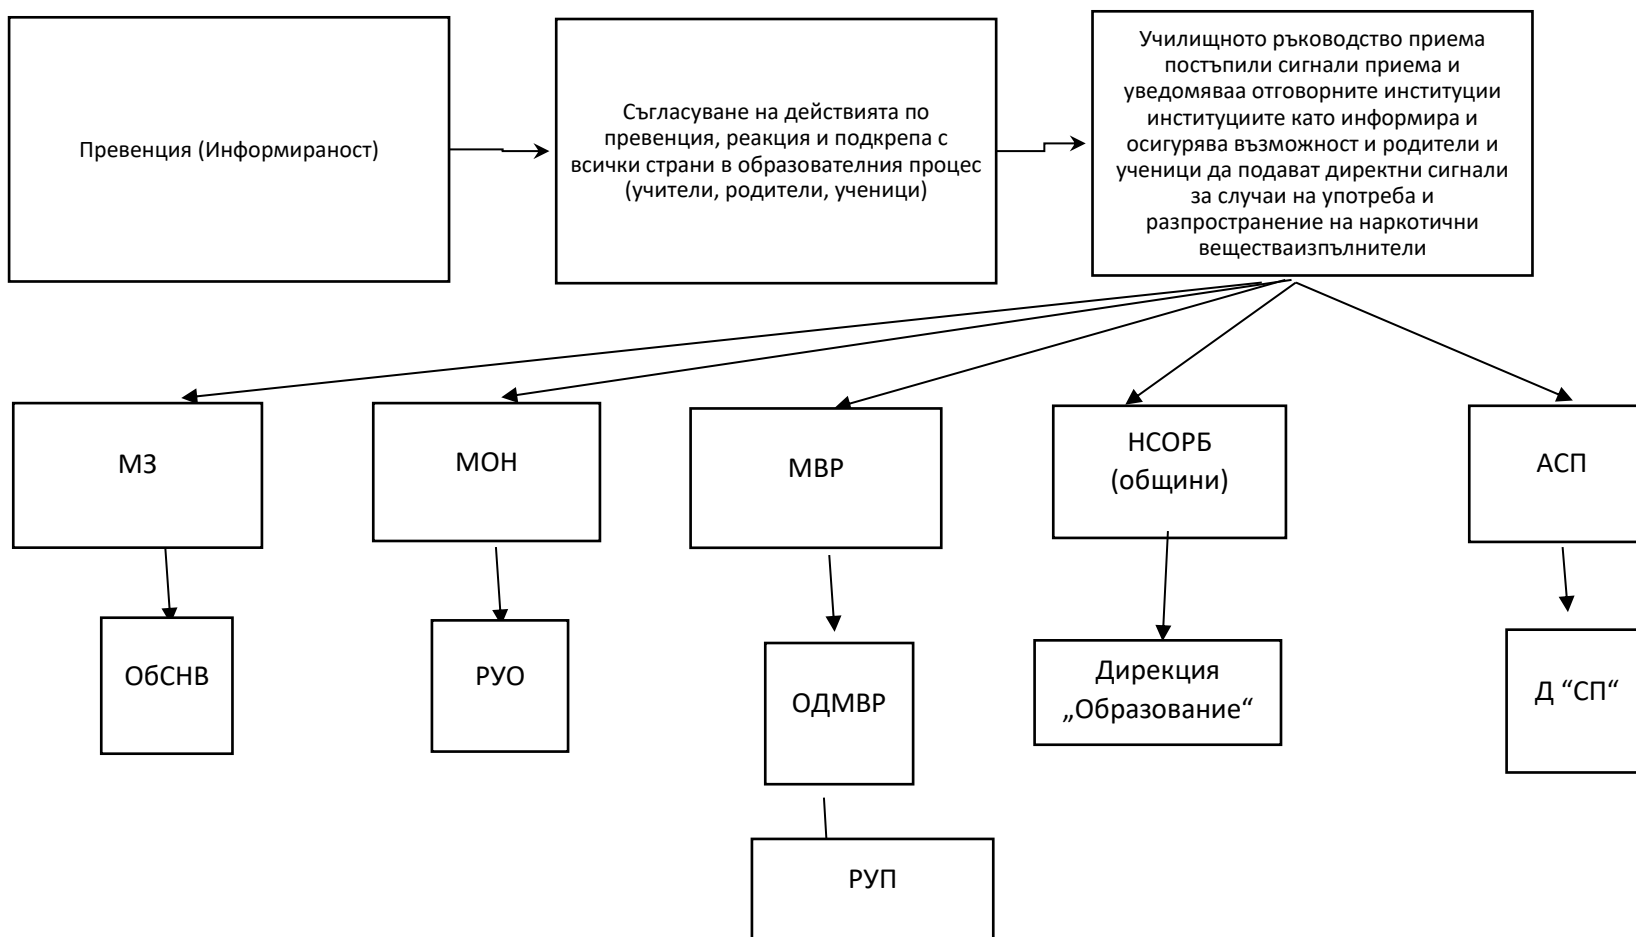 Превенция (Информираност)
Съгласуване на действията по
превенция, реакция и подкрепа с
всички страни в образователния процес
(учители, родители, ученици)
Училищното ръководство приема
постъпили сигнали приема и
уведомяваа отговорните институции
институциите като информира и
осигурява възможност и родители и
ученици да подават директни сигнали
за случаи на употреба и
разпространение на наркотични
веществаизпълнители
МЗ
МОН
МВР
НСОРБ
(общини)
АСП
ОбСНВ
РУО
ОДМВР
Дирекция
„Образование“
Д “СП“
РУП